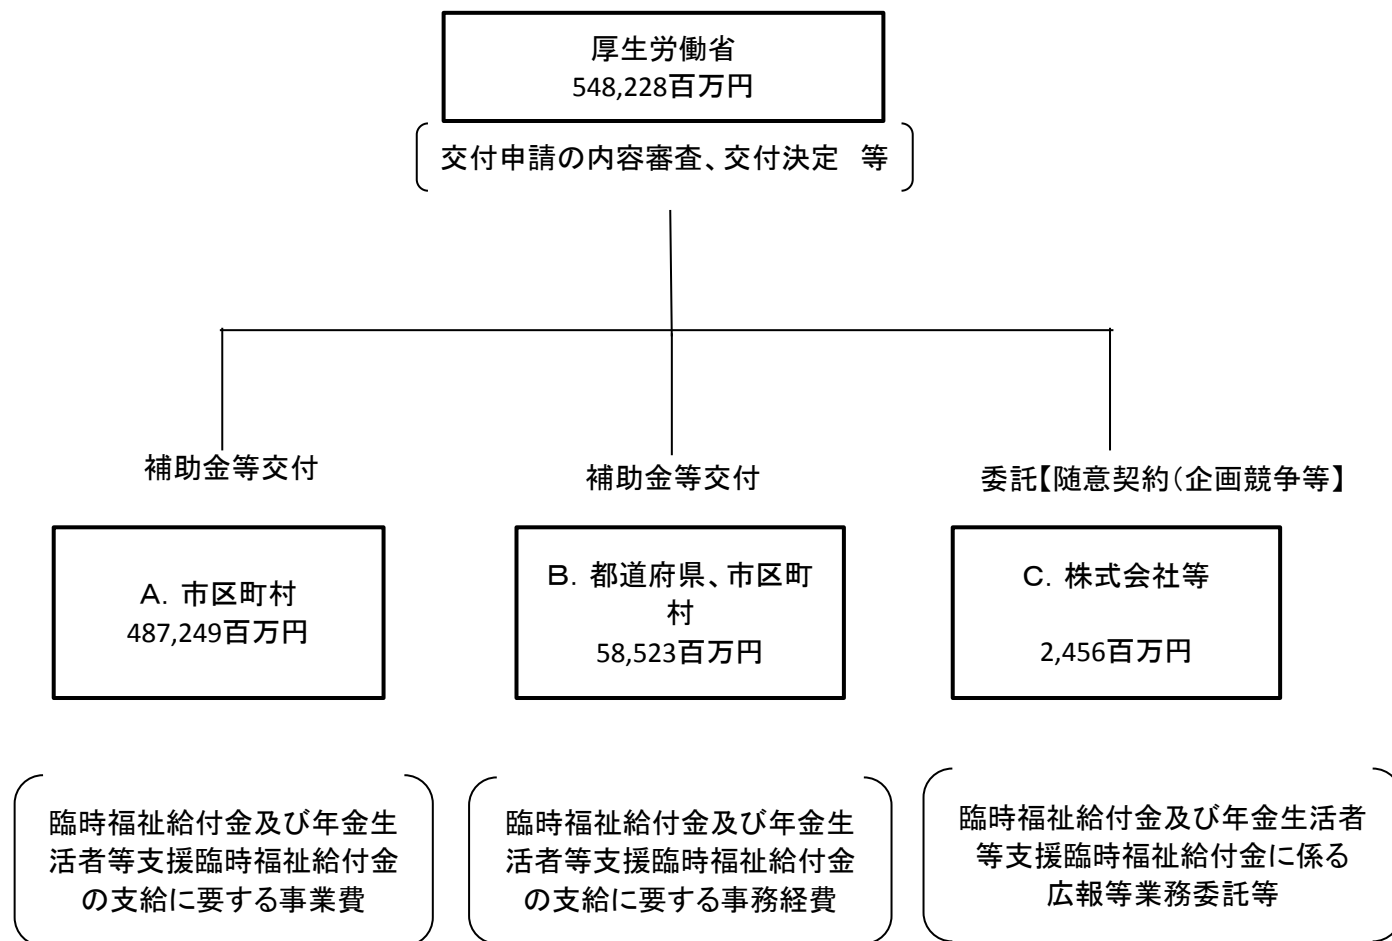 厚生労働省
548,228百万円
交付申請の内容審査、交付決定　等
補助金等交付
補助金等交付
委託【随意契約（企画競争等】
A. 市区町村
487,249百万円
B. 都道府県、市区町
村
58,523百万円
C. 株式会社等
2,456百万円
臨時福祉給付金及び年金生
活者等支援臨時福祉給付金
の支給に要する事業費
臨時福祉給付金及び年金生
活者等支援臨時福祉給付金
の支給に要する事務経費
臨時福祉給付金及び年金生活者
等支援臨時福祉給付金に係る
広報等業務委託等